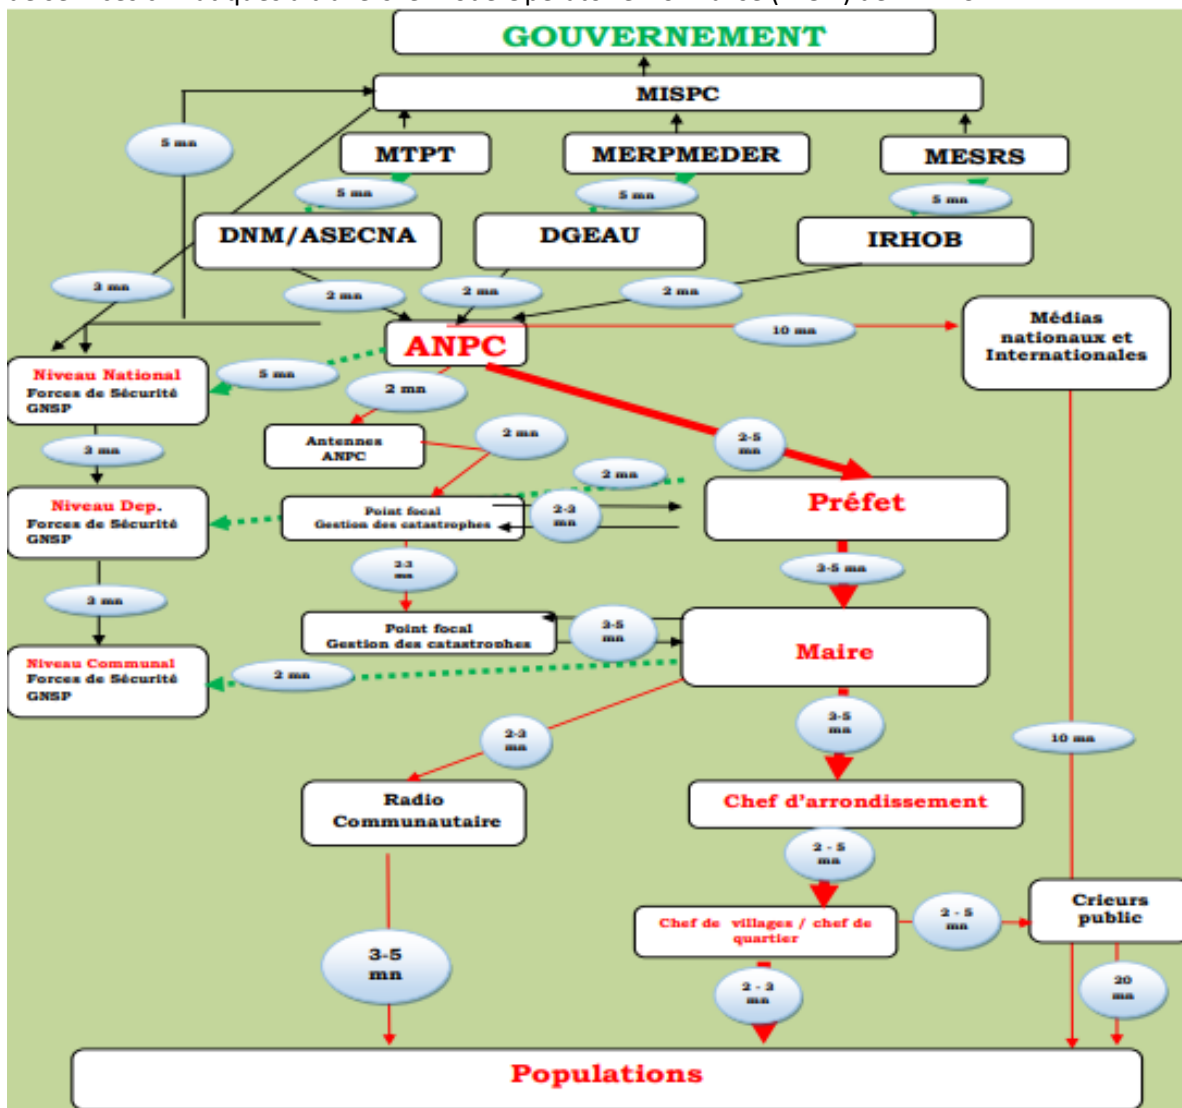 GOUVERNEMENT
MISPC
5 mn
MTPT
MERPMEDER
MESRS
5 mn
5 mn
5 mn
DNM/ASECNA
DGEAU
IRHOB
3 mn
2 mn
2 mn
2 mn
10 mn
Médias
nationaux et
Internationales
ANPC
Niveau National
Forces de Sécurité
GNSP
5 mn
2 mn
Antennes
ANPC
2 mn
2-5
mn
3 mn
2 mn
Niveau Dep.
Forces de Sécurité
GNSP
Point focal
Gestion des catastrophes
2-3
mn
Préfet
2-3
mn
3-5 mn
3 mn
Point focal
Gestion des catastrophes
3-5
mn
Maire
Niveau Communal
Forces de Sécurité
GNSP
2 mn
2-3
mn
3-5
mn
10 mn
Radio
Communautaire
Chef d'arrondissement
2 - 5
mn
Chef de villages / chef de
quartier
2 - 5
mn
Crieurs
public
3-5
mn
2 - 3
mn
20
mn
Populations